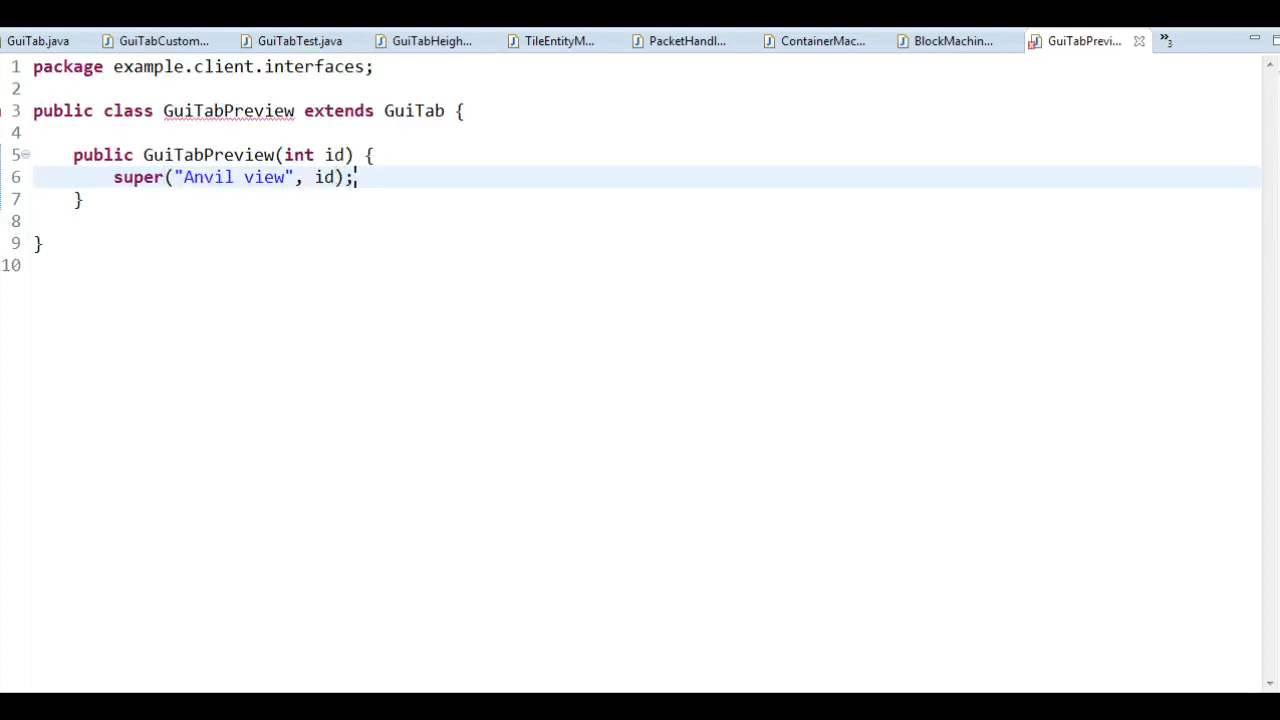 GuiTab.java GuiTabCustom... GuiTabTest.java GuiTabHeigh... TileEntityM... PacketHandl... ContainerMac... BlockMachin... GuiTabPrevi... »3
1 package example.client.interfaces;
2
3 public class GuiTabPreview extends GuiTab {
4
5 public GuiTabPreview(int id) {
6 super("Anvil view", id);
7 }
8
9 }
10